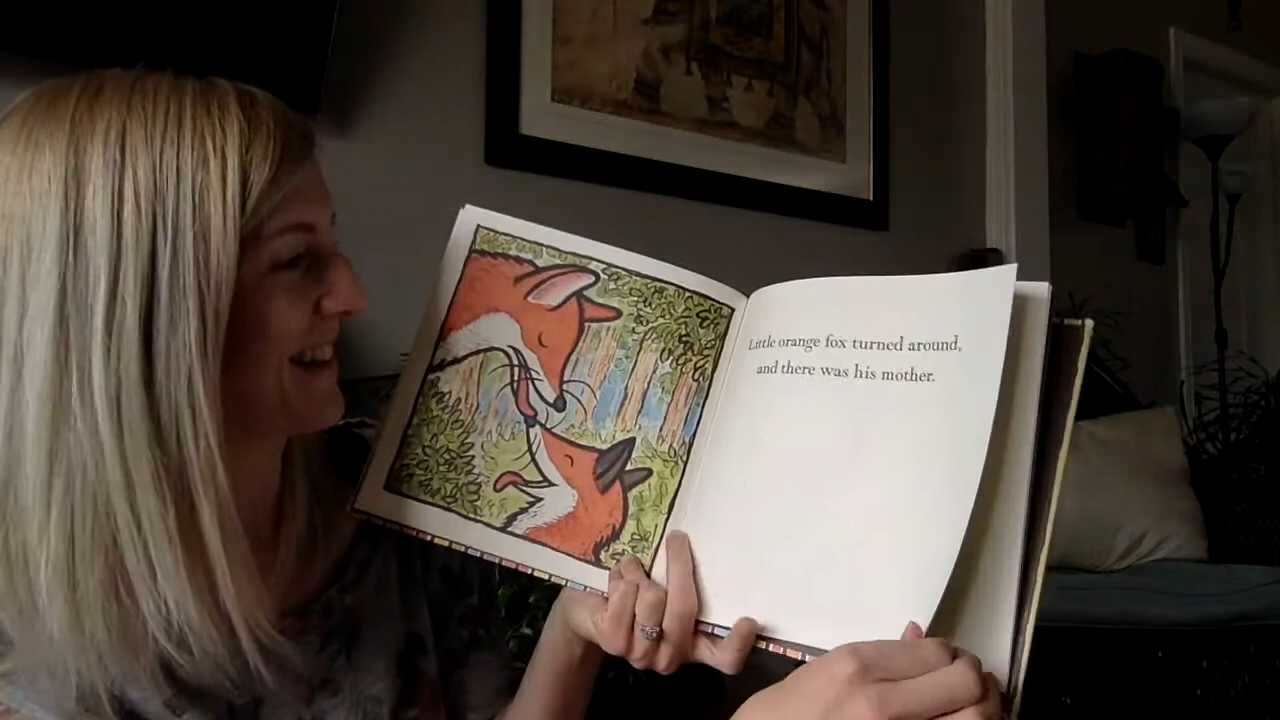 Little orange fox turned around,
and there was his mother.